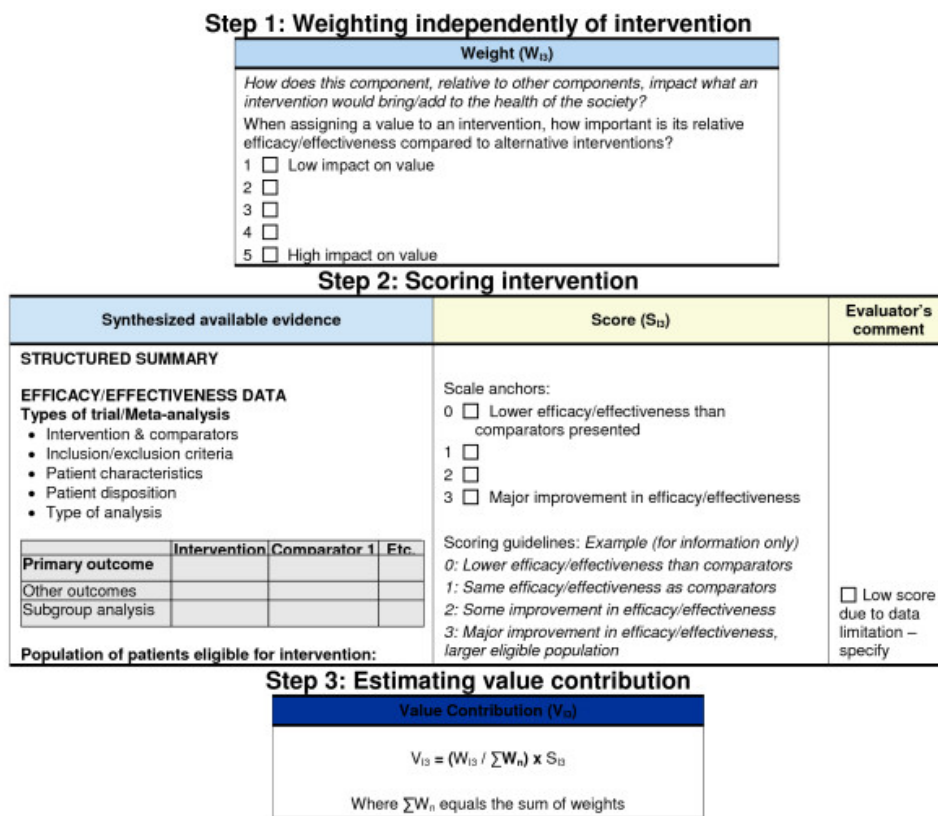 Step 1: Weighting independently of intervention
Weight (W₁₃)
How does this component, relative to other components, impact what an
intervention would bring/add to the health of the society?
When assigning a value to an intervention, how important is its relative
efficacy/effectiveness compared to alternative interventions?
1 ☐ Low impact on value
2 ☐
3 ☐
4 ☐
5 ☐ High impact on value
Step 2: Scoring intervention
Synthesized available evidence
Score (S₁₃)
Evaluator's
comment
STRUCTURED SUMMARY
EFFICACY/EFFECTIVENESS DATA
Types of trial/Meta-analysis
• Intervention & comparators
• Inclusion/exclusion criteria
• Patient characteristics
• Patient disposition
• Type of analysis
Intervention Comparator 1 Etc.
Primary outcome
Other outcomes
Subgroup analysis
Population of patients eligible for intervention:
Scale anchors:
0 ☐ Lower efficacy/effectiveness than
comparators presented
1 ☐
2 ☐
3 ☐ Major improvement in efficacy/effectiveness
Scoring guidelines: Example (for information only)
0: Lower efficacy/effectiveness than comparators
1: Same efficacy/effectiveness as comparators
2: Some improvement in efficacy/effectiveness
3: Major improvement in efficacy/effectiveness,
larger eligible population
☐ Low score
due to data
limitation –
specify
Step 3: Estimating value contribution
Value Contribution (V₁₃)
V₁₃ = (W₁₃ / ∑Wₙ) x S₁₃
Where ∑Wₙ equals the sum of weights